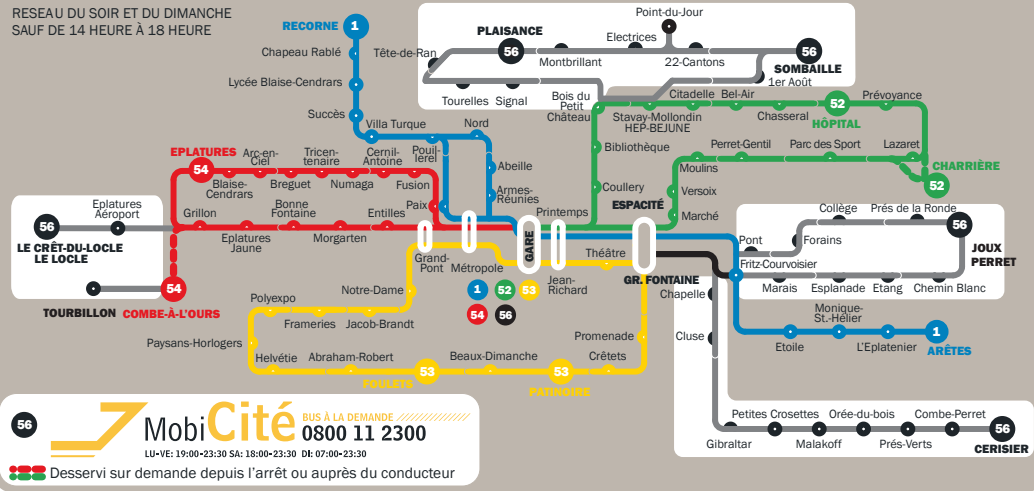 RESEAU DU SOIR ET DU DIMANCHE
SAUF DE 14 HEURE À 18 HEURE
RECORNE
1
Chapeau Rablé
Lycée Blaise-Cendrars
Succès
Villa Turque
Nord
Pouil-
lerel
Abeille
Armes-
Réunies
Point-du-Jour
PLAISANCE
56
Electrices
56
Tête-de-Ran
Montbrillant
22-Cantons
SOMBAILLE
1er Août
Tourelles
Signal
Bois du
Petit
Château
Citadelle
Bel-Air
52
Prévoyance
Stavay-Mollondin
HEP-BEJUNE
Chasseral
HÔPITAL
Bibliothèque
Perret-Gentil
Parc des Sport
Lazaret
Moulins
CHARRIÈRE
52
Coullery
Versoix
ESPACITÉ
Marché
Printemps
EPLATURES
54
Arc-en-
Ciel
Tricen-
tenaire
Cernil-
Antoine
Blaise-
Cendrars
Breguet
Numaga
Fusion
Paix
Grillon
Bonne
Fontaine
Entilles
Eplatures
Jaune
Morgarten
Eplatures
Aéroport
56
LE CRÊT-DU-LOCLE
LE LOCLE
TOURBILLON
54
COMBE-À-L'OURS
Grand-
Pont
Métropole
GARE
Jean-
Richard
Théâtre
GR. FONTAINE
1
52
53
54
56
Collège
Prés de la Ronde
56
Pont
Forains
JOUX
PERRET
Fritz-Courvoisier
Marais
Esplanade
Etang
Chemin Blanc
Chapelle
Cluse
Monique-
St.-Hélier
1
Etoile
L'Eplatenier
ARÊTES
Notre-Dame
Polyexpo
Frameries
Jacob-Brandt
Paysans-Horlogers
Helvétie
Abraham-Robert
53
FOULETS
Beaux-Dimanche
53
PATINOIRE
Crêtets
Promenade
Petites Crosettes
Orée-du-bois
Combe-Perret
56
Gibraltar
Malakoff
Prés-Verts
CERISIER
56
MobiCité
BUS À LA DEMANDE
0800 11 2300
LU-VE: 19:00-23:30 SA: 18:00-23:30 DI: 07:00-23:30
Desservi sur demande depuis l'arrêt ou auprès du conducteur